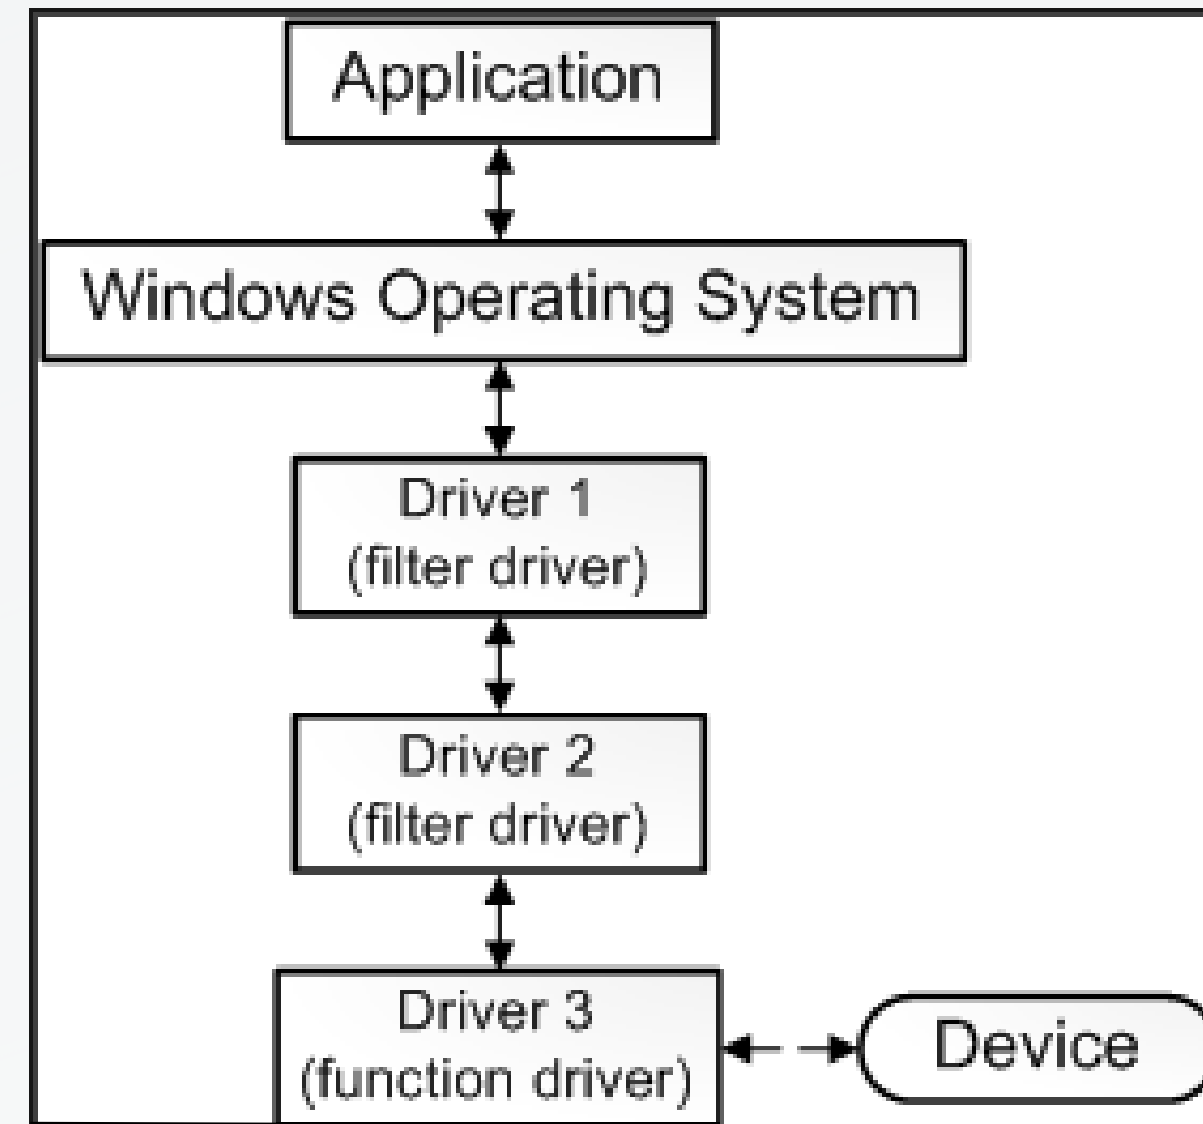 Application
Windows Operating System
Driver 1
(filter driver)
Driver 2
(filter driver)
Driver 3
(function driver)
Device